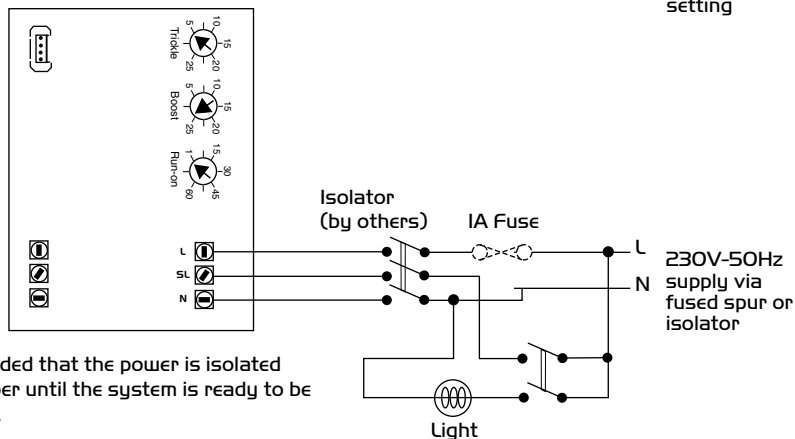 setting
10
5
15
Trickle
20
25
10
5
15
Boost
20
25
15
1
30
Run-on
45
60
Isolator
(by others)
IA Fuse
L
SL
N
L
N
230V-50Hz
supply via
fused spur or
isolator
ded that the power is isolated
er until the system is ready to be
Light